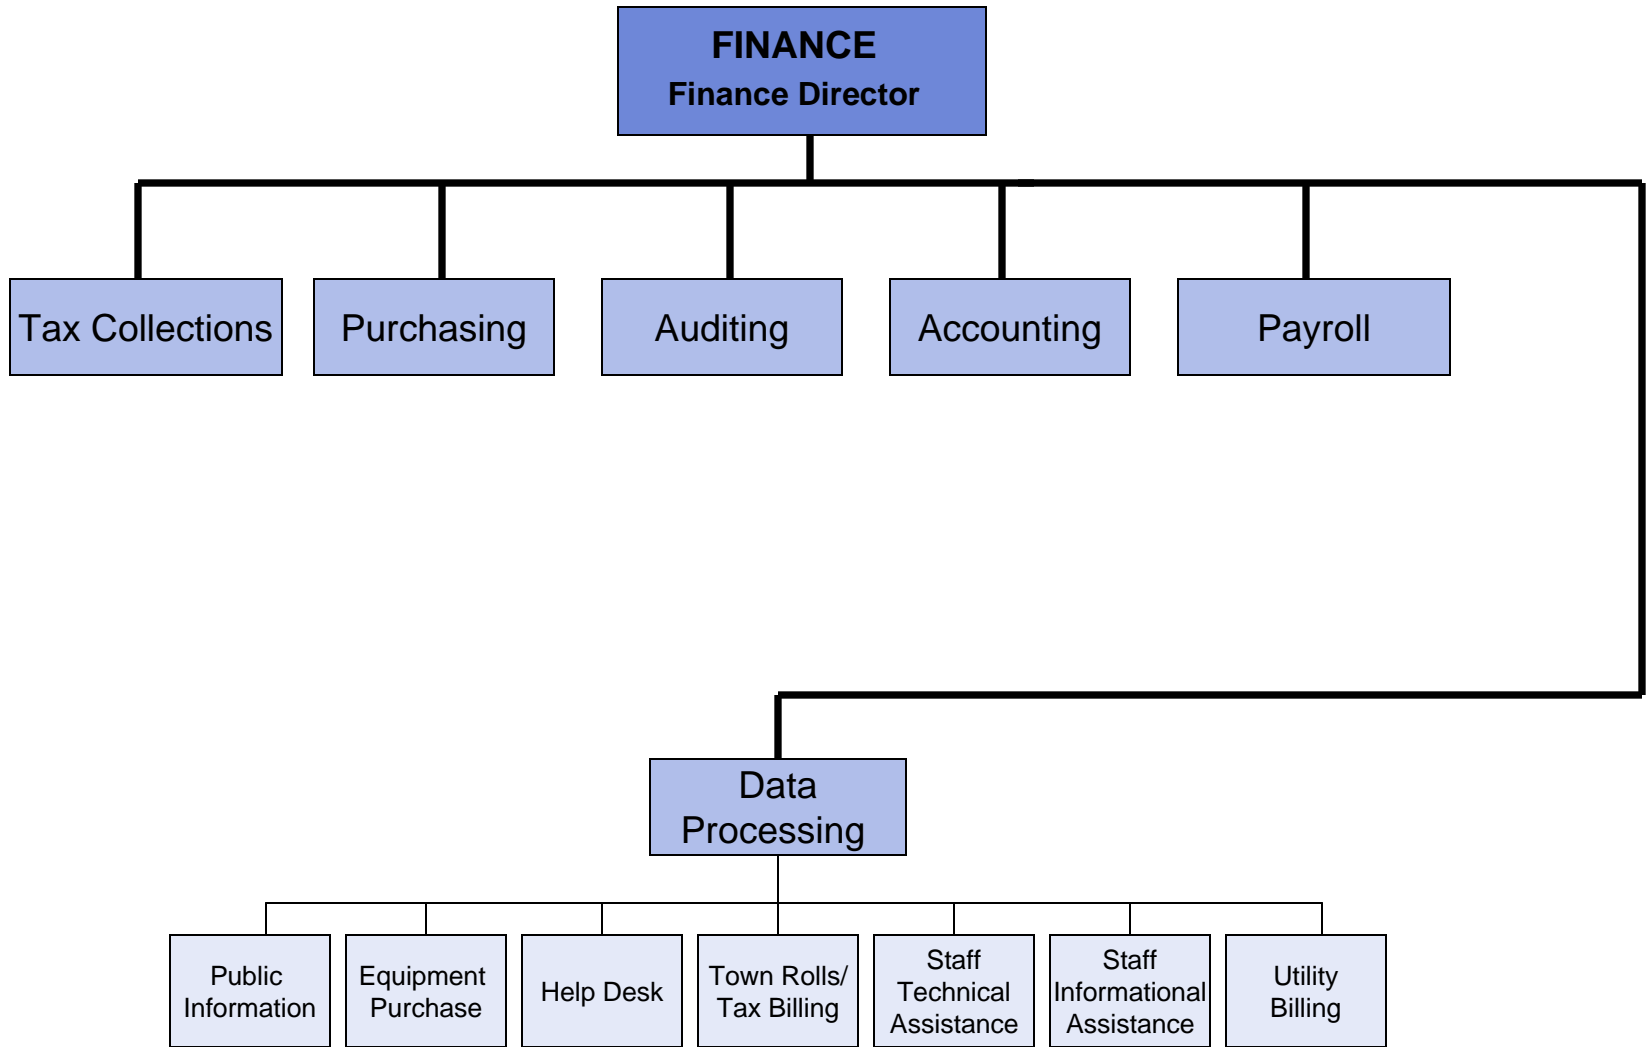 FINANCE
Finance Director
Tax Collections
Purchasing
Auditing
Accounting
Payroll
Data
Processing
Public
Information
Equipment
Purchase
Help Desk
Town Rolls/
Tax Billing
Staff
Technical
Assistance
Staff
Informational
Assistance
Utility
Billing